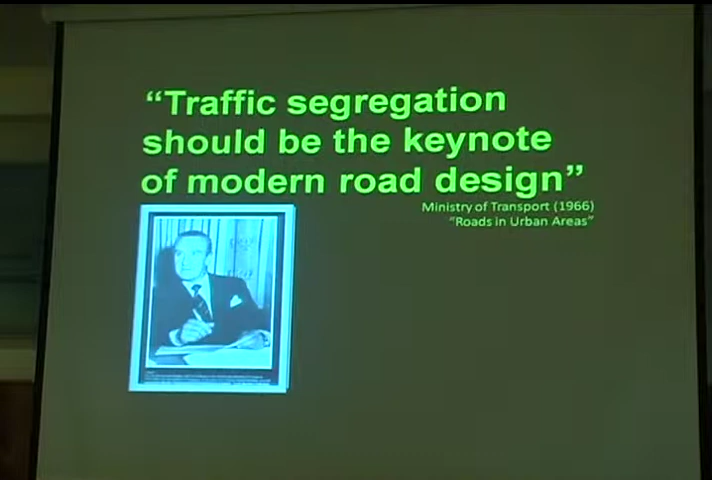 “Traffic segregation
should be the keynote
of modern road design”
Ministry of Transport (1966)
“Roads in Urban Areas”